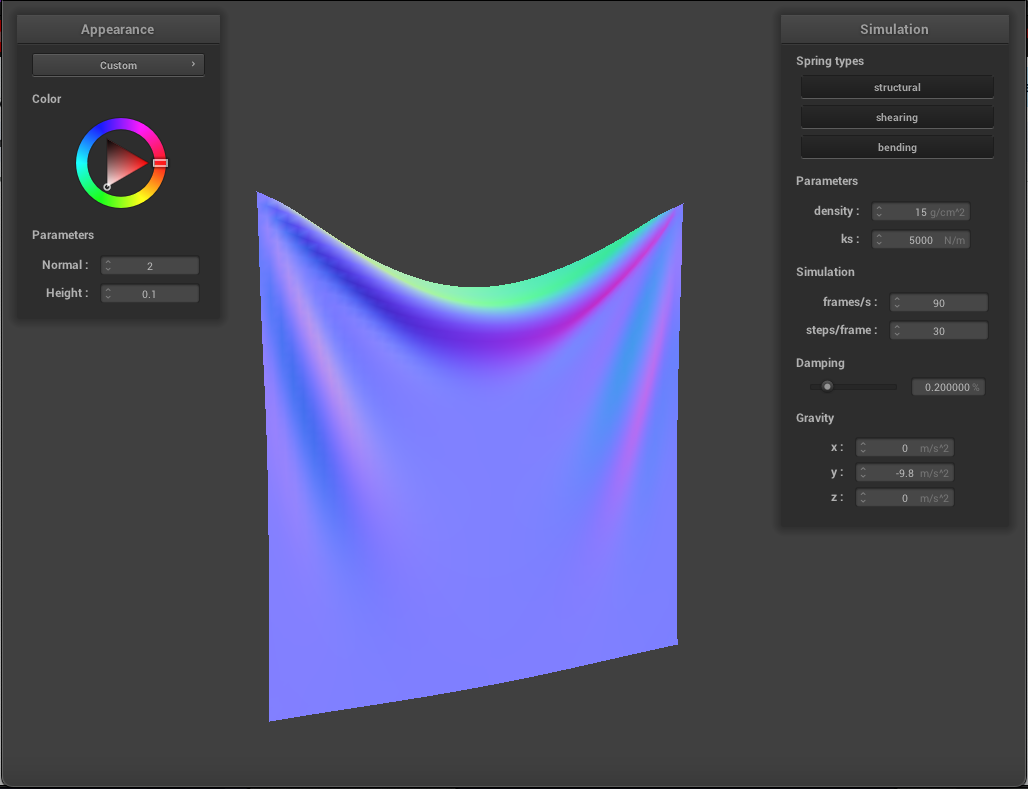 Appearance
Custom
Color
Parameters
Normal : 2
Height : 0.1
Simulation
Spring types
structural
shearing
bending
Parameters
density : 15 g/cm^2
ks : 5000 N/m
Simulation
frames/s : 90
steps/frame : 30
Damping
0.200000 %
Gravity
x : 0 m/s^2
y : -9.8 m/s^2
z : 0 m/s^2